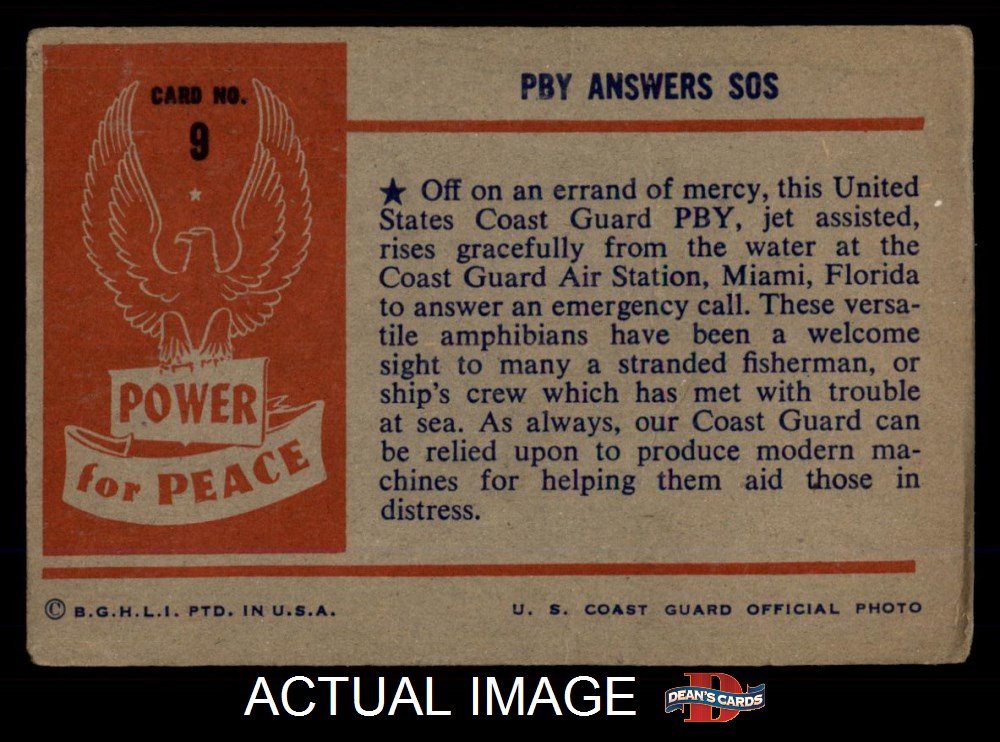 CARD NO.
9
POWER
for PEACE
PBY ANSWERS SOS
★ Off on an errand of mercy, this United
States Coast Guard PBY, jet assisted,
rises gracefully from the water at the
Coast Guard Air Station, Miami, Florida
to answer an emergency call. These versa-
tile amphibians have been a welcome
sight to many a stranded fisherman, or
ship's crew which has met with trouble
at sea. As always, our Coast Guard can
be relied upon to produce modern ma-
chines for helping them aid those in
distress.
© B.G.H.L.I. PTD. IN U.S.A.
U. S. COAST GUARD OFFICIAL PHOTO
ACTUAL IMAGE
D
DEAN'S CARDS